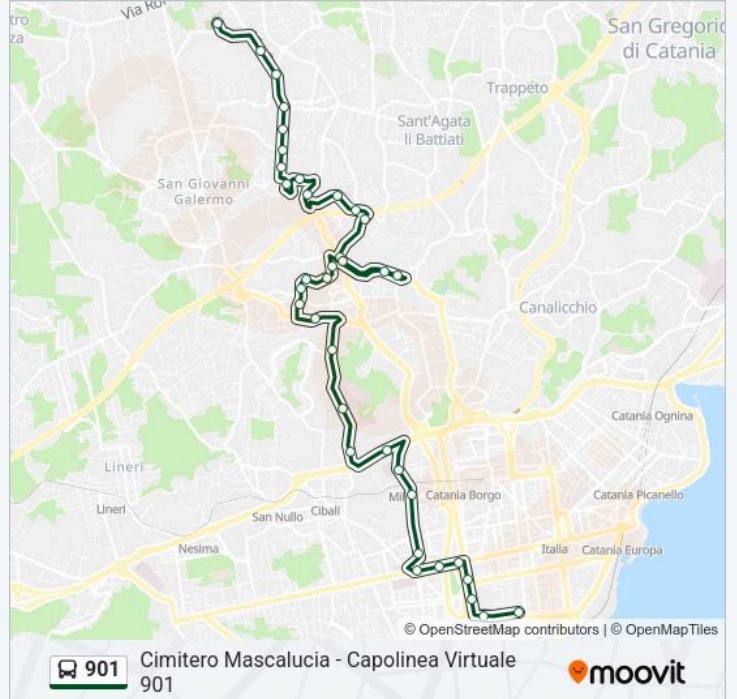 tro
za
Via Ro
San Gregorio
di Catania
Trappeto
Sant'Agata
li Battiati
San Giovanni
Galermo
Canalicchio
Catania Ognina
Lineri
Lineri
Mil
Catania Borgo
Catania Picanello
San Nullo
Cibali
Nesima
Italia
Catania Europa
© OpenStreetMap contributors | © OpenMapTiles
901
Cimitero Mascalucia - Capolinea Virtuale
901
moovit